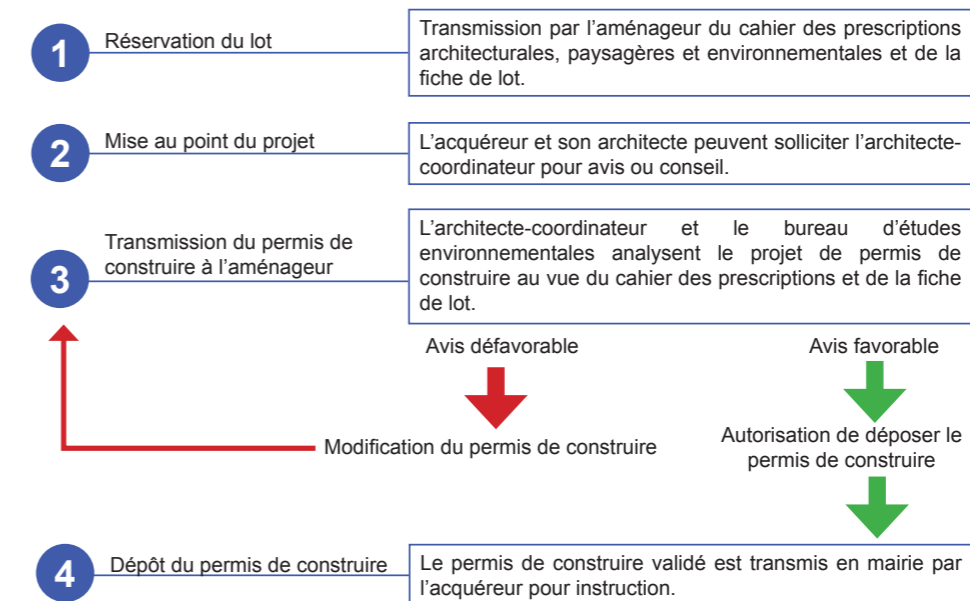 1
Réservation du lot
Transmission par l'aménageur du cahier des prescriptions
architecturales, paysagères et environnementales et de la
fiche de lot.
2
Mise au point du projet
L'acquéreur et son architecte peuvent solliciter l'architecte-
coordinateur pour avis ou conseil.
3
Transmission du permis de
construire à l'aménageur
L'architecte-coordinateur et le bureau d'études
environnementales analysent le projet de permis de
construire au vu du cahier des prescriptions et de la fiche
de lot.
Avis défavorable
Avis favorable
Modification du permis de construire
Autorisation de déposer le
permis de construire
4
Dépôt du permis de construire
Le permis de construire validé est transmis en mairie par
l'acquéreur pour instruction.